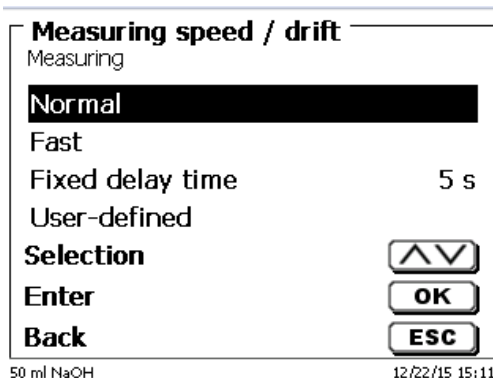 Measuring speed / drift
Measuring
Normal
Fast
Fixed delay time 5 s
User-defined
Selection
Enter OK
Back ESC
50 ml NaOH 12/22/15 15:11